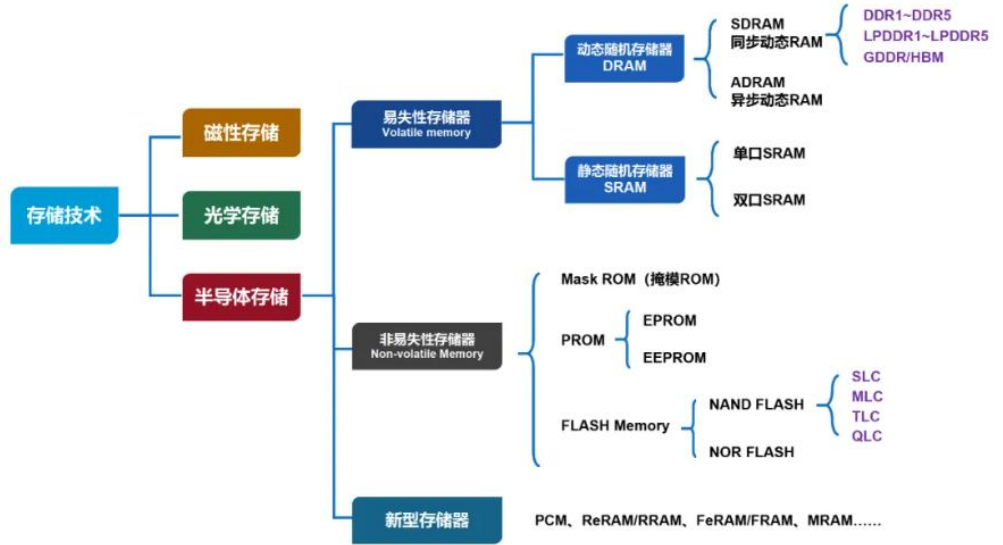 存储技术
磁性存储
光学存储
半导体存储
易失性存储器
Volatile memory
动态随机存储器
DRAM
SDRAM
同步动态RAM
DDR1~DDR5
LPDDR1~LPDDR5
GDDR/HBM
ADRAM
异步动态RAM
静态随机存储器
SRAM
单口SRAM
双口SRAM
非易失性存储器
Non-volatile Memory
Mask ROM（掩模ROM）
PROM
EPROM
EEPROM
FLASH Memory
NAND FLASH
SLC
MLC
TLC
QLC
NOR FLASH
新型存储器
PCM、ReRAM/RRAM、FeRAM/FRAM、MRAM……